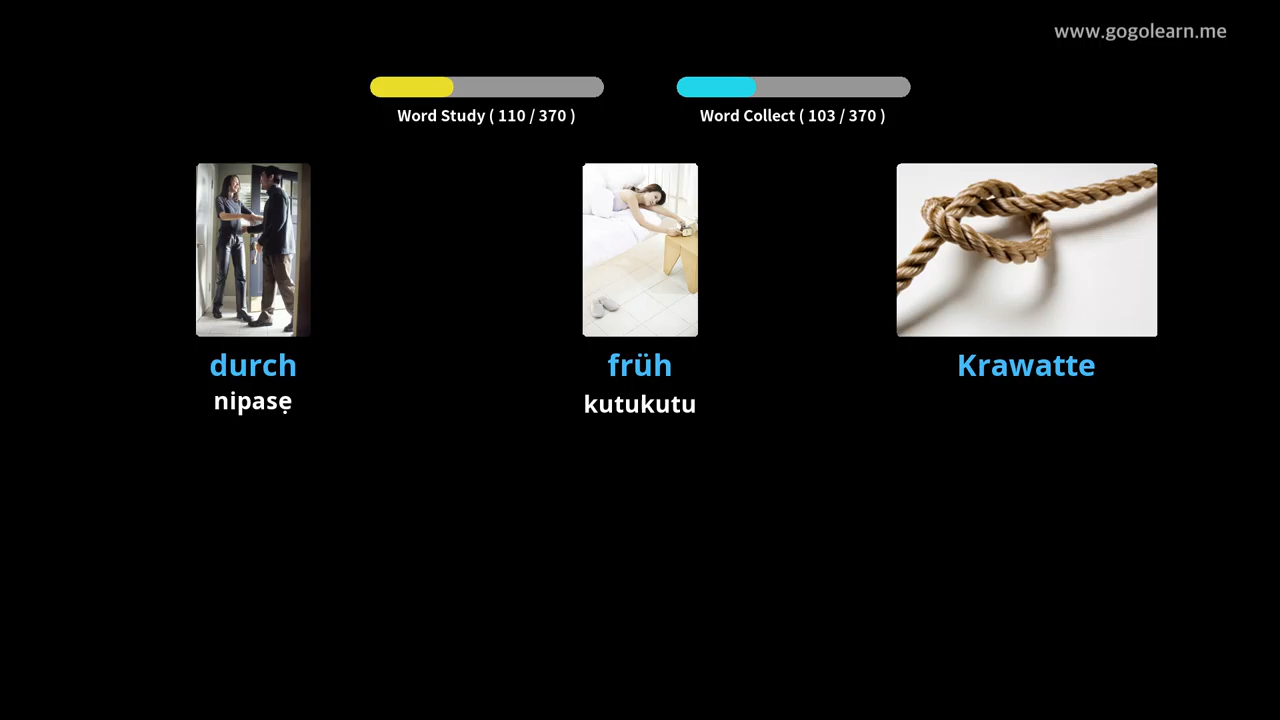 www.gogolearn.me
Word Study ( 110 / 370 )
Word Collect ( 103 / 370 )
durch
früh
Krawatte
nipasẹ
kutukutu